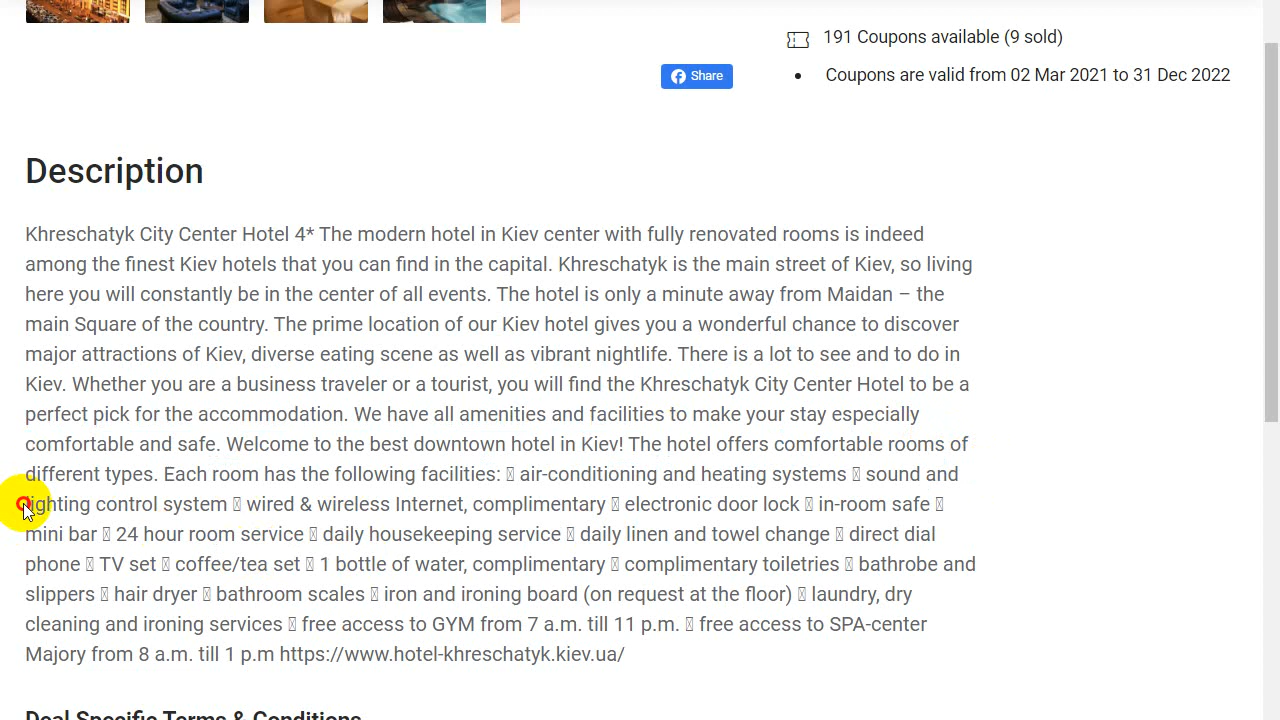 191 Coupons available (9 sold)
Share
• Coupons are valid from 02 Mar 2021 to 31 Dec 2022
Description
Khreschatyk City Center Hotel 4* The modern hotel in Kiev center with fully renovated rooms is indeed
among the finest Kiev hotels that you can find in the capital. Khreschatyk is the main street of Kiev, so living
here you will constantly be in the center of all events. The hotel is only a minute away from Maidan – the
main Square of the country. The prime location of our Kiev hotel gives you a wonderful chance to discover
major attractions of Kiev, diverse eating scene as well as vibrant nightlife. There is a lot to see and to do in
Kiev. Whether you are a business traveler or a tourist, you will find the Khreschatyk City Center Hotel to be a
perfect pick for the accommodation. We have all amenities and facilities to make your stay especially
comfortable and safe. Welcome to the best downtown hotel in Kiev! The hotel offers comfortable rooms of
different types. Each room has the following facilities:  air-conditioning and heating systems  sound and
lighting control system  wired & wireless Internet, complimentary  electronic door lock  in-room safe 
mini bar  24 hour room service  daily housekeeping service  daily linen and towel change  direct dial
phone  TV set  coffee/tea set  1 bottle of water, complimentary  complimentary toiletries  bathrobe and
slippers  hair dryer  bathroom scales  iron and ironing board (on request at the floor)  laundry, dry
cleaning and ironing services  free access to GYM from 7 a.m. till 11 p.m.  free access to SPA-center
Majory from 8 a.m. till 1 p.m https://www.hotel-khreschatyk.kiev.ua/
Deal Specific Terms & Conditions